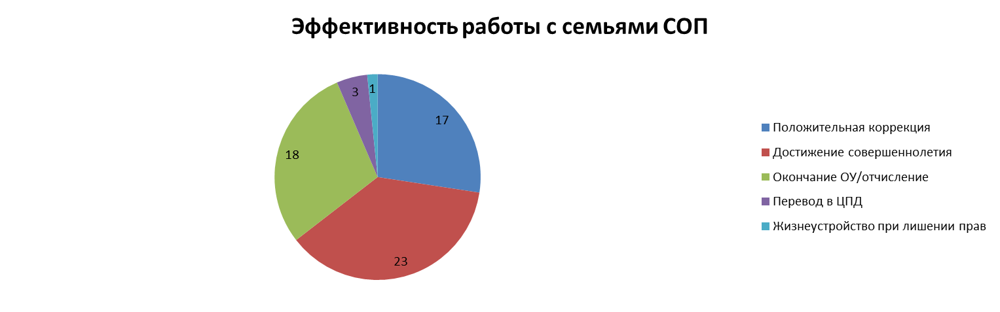 Эффективность работы с семьями СОП
3
1
17
18
23
Положительная коррекция
Достижение совершеннолетия
Окончание ОУ/отчисление
Перевод в ЦПД
Жизнеустройство при лишении прав